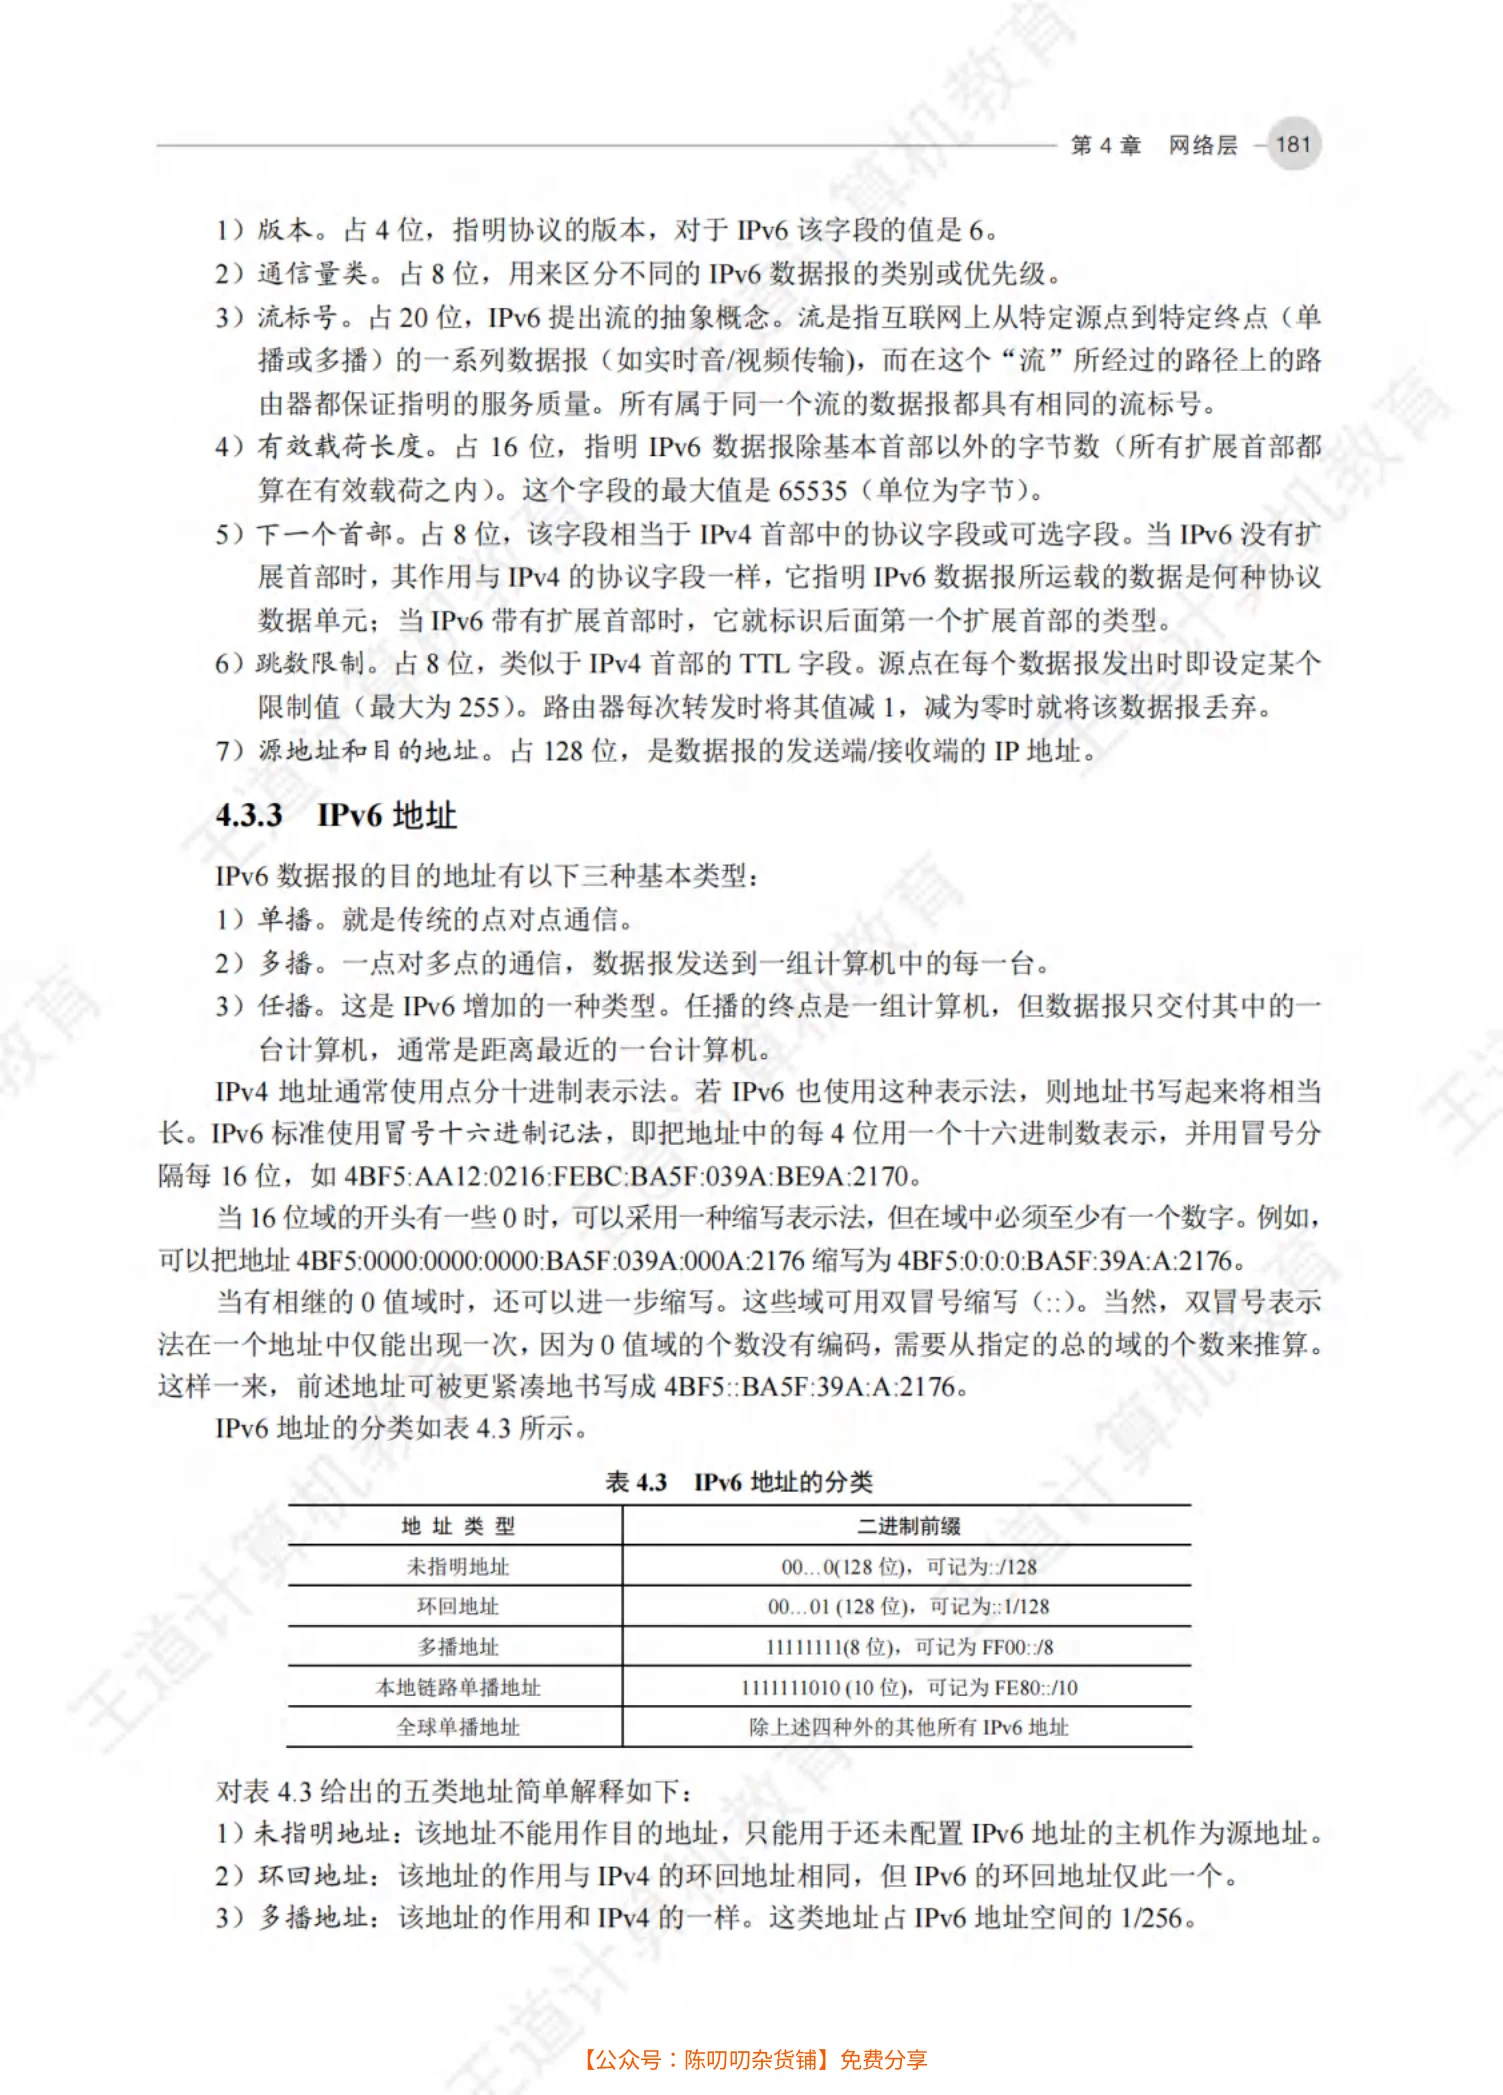 第 4 章 网络层 181
1）版本。占 4 位，指明协议的版本，对于 IPv6 该字段的值是 6。
2）通信量类。占 8 位，用来区分不同的 IPv6 数据报的类别或优先级。
3）流标号。占 20 位，IPv6 提出流的抽象概念。流是指互联网上从特定源点到特定终点（单
播或多播）的一系列数据报（如实时音/视频传输)，而在这个“流”所经过的路径上的路
由器都保证指明的服务质量。所有属于同一个流的数据报都具有相同的流标号。
4）有效载荷长度。占 16 位，指明 IPv6 数据报除基本首部以外的字节数（所有扩展首部都
算在有效载荷之内）。这个字段的最大值是 65535（单位为字节）。
5）下一个首部。占 8 位，该字段相当于 IPv4 首部中的协议字段或可选字段。当 IPv6 没有扩
展首部时，其作用与 IPv4 的协议字段一样，它指明 IPv6 数据报所运载的数据是何种协议
数据单元；当 IPv6 带有扩展首部时，它就标识后面第一个扩展首部的类型。
6）跳数限制。占 8 位，类似于 IPv4 首部的 TTL 字段。源点在每个数据报发出时即设定某个
限制值（最大为 255）。路由器每次转发时将其值减 1，减为零时就将该数据报丢弃。
7）源地址和目的地址。占 128 位，是数据报的发送端/接收端的 IP 地址。
4.3.3 IPv6 地址
IPv6 数据报的目的地址有以下三种基本类型：
1）单播。就是传统的点对点通信。
2）多播。一点对多点的通信，数据报发送到一组计算机中的每一台。
3）任播。这是 IPv6 增加的一种类型。任播的终点是一组计算机，但数据报只交付其中的一
台计算机，通常是距离最近的一台计算机。
IPv4 地址通常使用点分十进制表示法。若 IPv6 也使用这种表示法，则地址书写起来将相当
长。IPv6 标准使用冒号十六进制记法，即把地址中的每 4 位用一个十六进制数表示，并用冒号分
隔每 16 位，如 4BF5:AA12:0216:FEBC:BA5F:039A:BE9A:2170。
当 16 位域的开头有一些 0 时，可以采用一种缩写表示法，但在域中必须至少有一个数字。例如，
可以把地址 4BF5:0000:0000:0000:BA5F:039A:000A:2176 缩写为 4BF5:0:0:0:BA5F:39A:A:2176。
当有相继的 0 值域时，还可以进一步缩写。这些域可用双冒号缩写（::）。当然，双冒号表示
法在一个地址中仅能出现一次，因为 0 值域的个数没有编码，需要从指定的总的域的个数来推算。
这样一来，前述地址可被更紧凑地书写成 4BF5::BA5F:39A:A:2176。
IPv6 地址的分类如表 4.3 所示。
表 4.3 IPv6 地址的分类
地 址 类 型 二进制前缀
未指明地址 00…0(128 位)，可记为::/128
环回地址 00…01 (128 位)，可记为::1/128
多播地址 11111111(8 位)，可记为 FF00::/8
本地链路单播地址 1111111010 (10 位)，可记为 FE80::/10
全球单播地址 除上述四种外的其他所有 IPv6 地址
对表 4.3 给出的五类地址简单解释如下：
1）未指明地址：该地址不能用作目的地址，只能用于还未配置 IPv6 地址的主机作为源地址。
2）环回地址：该地址的作用与 IPv4 的环回地址相同，但 IPv6 的环回地址仅此一个。
3）多播地址：该地址的作用和 IPv4 的一样。这类地址占 IPv6 地址空间的 1/256。
【公众号：陈叨叨杂货铺】免费分享
王道计算机教育